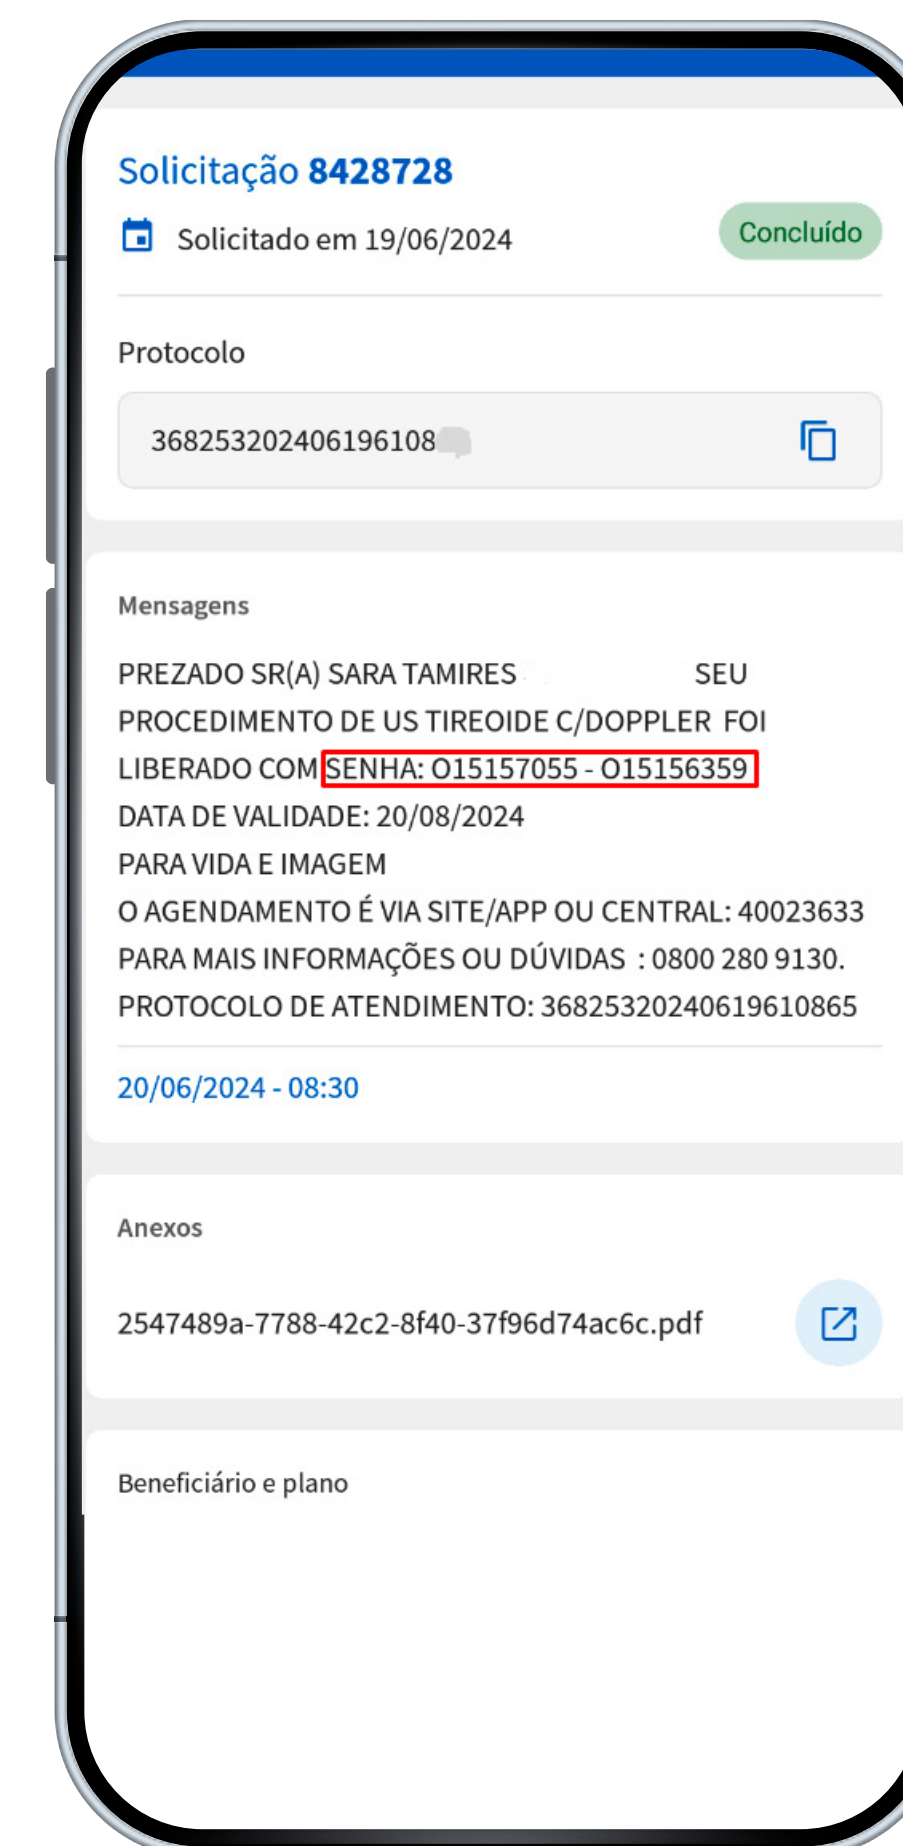 Solicitação 8428728
Solicitado em 19/06/2024
Concluído
Protocolo
368253202406196108
Mensagens
PREZADO SR(A) SARA TAMIRES SEU
PROCEDIMENTO DE US TIREOIDE C/DOPPLER FOI
LIBERADO COM SENHA: O15157055 - O15156359
DATA DE VALIDADE: 20/08/2024
PARA VIDA E IMAGEM
O AGENDAMENTO É VIA SITE/APP OU CENTRAL: 40023633
PARA MAIS INFORMAÇÕES OU DÚVIDAS : 0800 280 9130.
PROTOCOLO DE ATENDIMENTO: 36825320240619610865
20/06/2024 - 08:30
Anexos
2547489a-7788-42c2-8f40-37f96d74ac6c.pdf
Beneficiário e plano